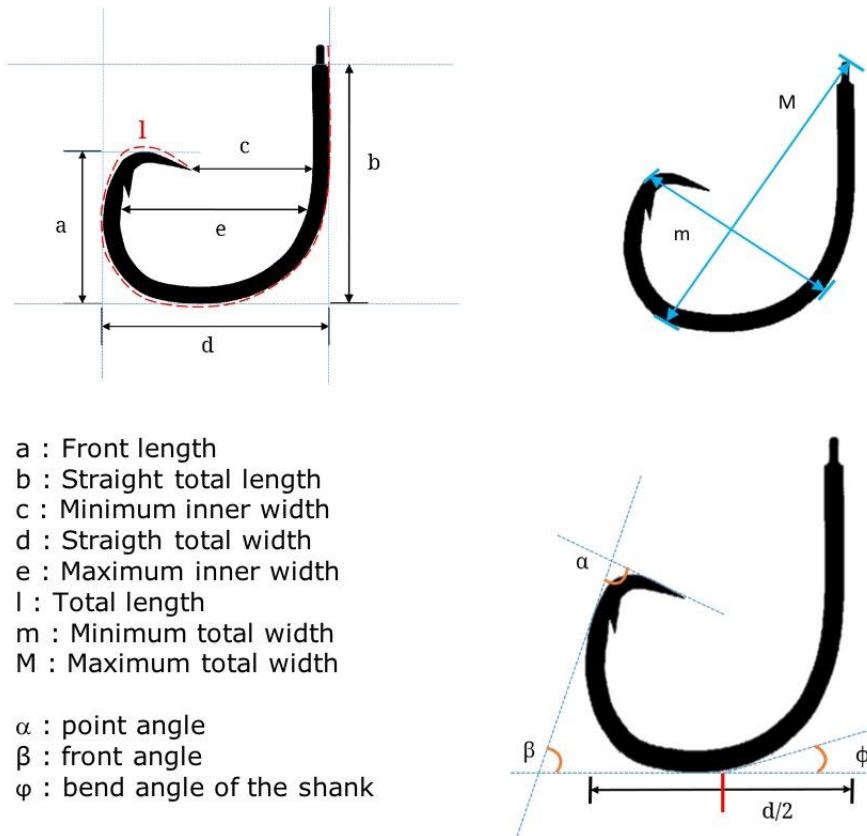 l
c
b
a
e
d
M
m
a : Front length
b : Straight total length
c : Minimum inner width
d : Straigth total width
e : Maximum inner width
l : Total length
m : Minimum total width
M : Maximum total width
α : point angle
β : front angle
φ : bend angle of the shank
α
β
ϕ
d/2